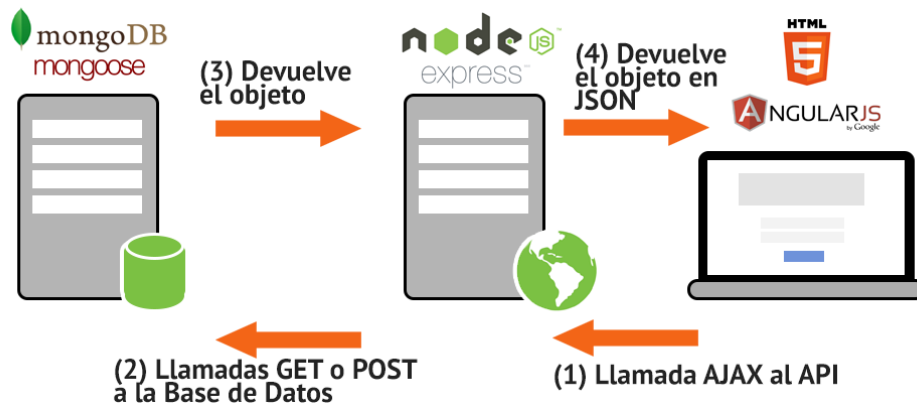 mongoDB
mongoose
(3) Devuelve
el objeto
node JS
express
(4) Devuelve
el objeto en
JSON
HTML
5
ANGULARJS
by Google
(2) Llamadas GET o POST
a la Base de Datos
(1) Llamada AJAX al API